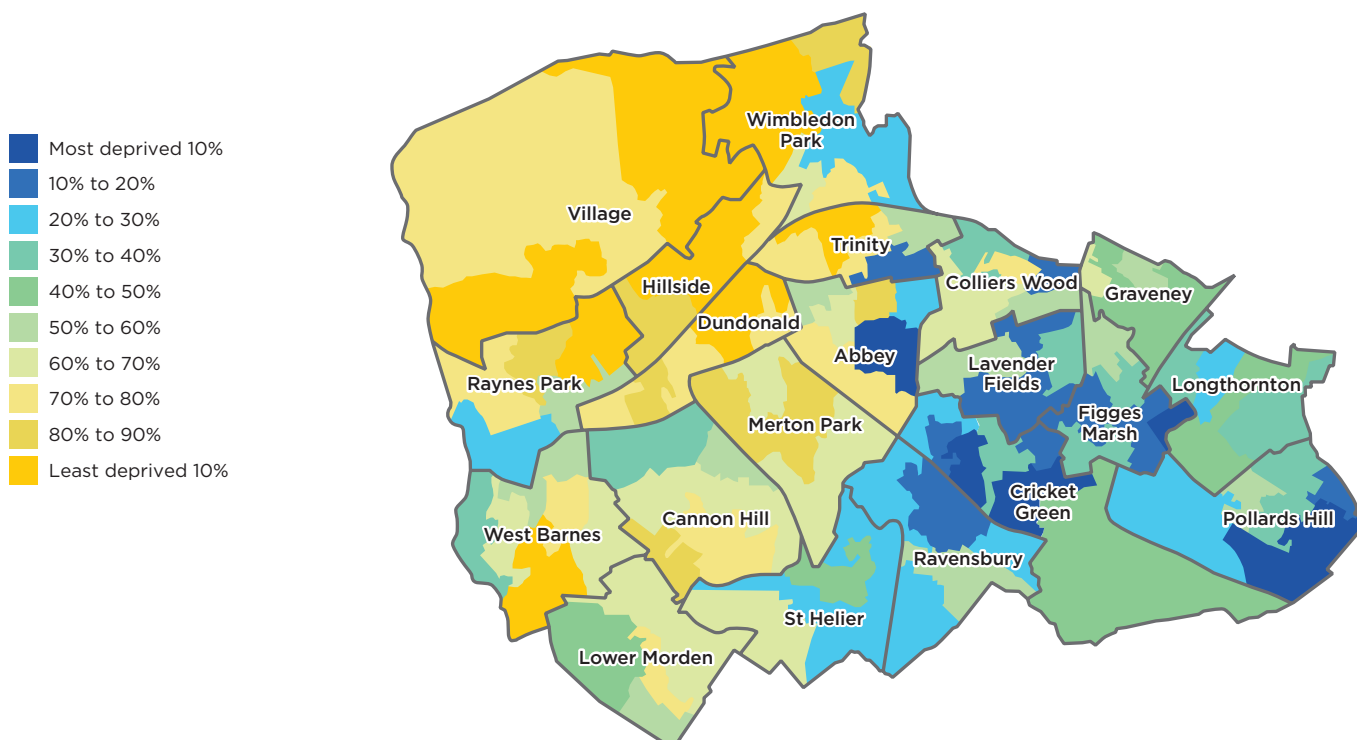 Most deprived 10%
10% to 20%
20% to 30%
30% to 40%
40% to 50%
50% to 60%
60% to 70%
70% to 80%
80% to 90%
Least deprived 10%
Wimbledon
Park
Village
Trinity
Hillside
Colliers Wood
Graveney
Dundonald
Abbey
Lavender
Fields
Raynes Park
Longthornton
Merton Park
Figges
Marsh
Cricket
Green
Cannon Hill
Pollards Hill
West Barnes
Ravensbury
St Helier
Lower Morden